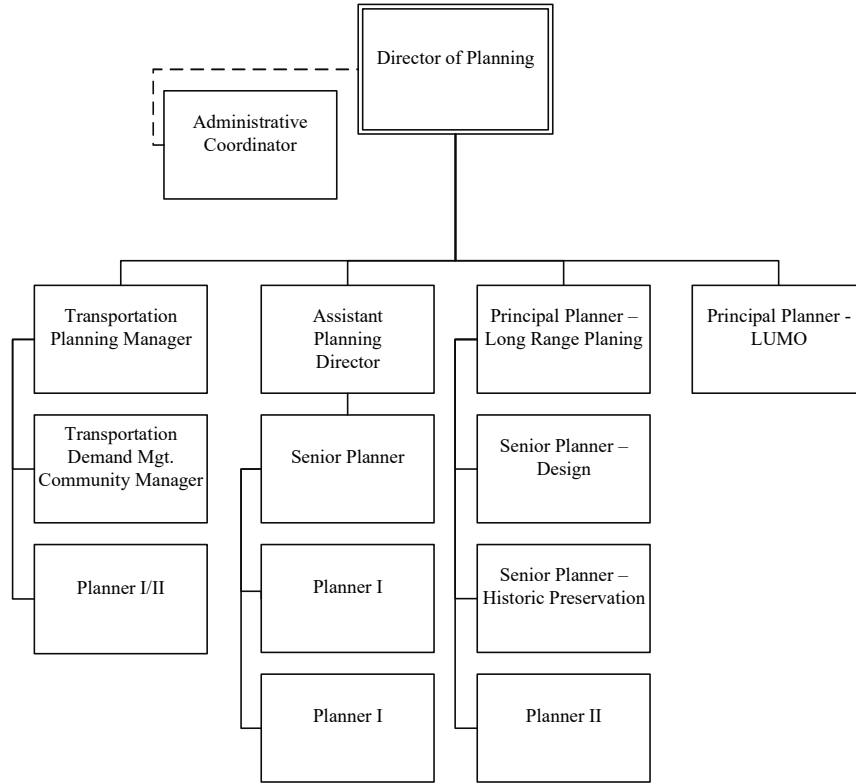 Director of Planning
Administrative
Coordinator
Transportation
Planning Manager
Assistant
Planning
Director
Principal Planner –
Long Range Planing
Principal Planner -
LUMO
Transportation
Demand Mgt.
Community Manager
Senior Planner
Senior Planner –
Design
Planner I/II
Planner I
Senior Planner –
Historic Preservation
Planner I
Planner II